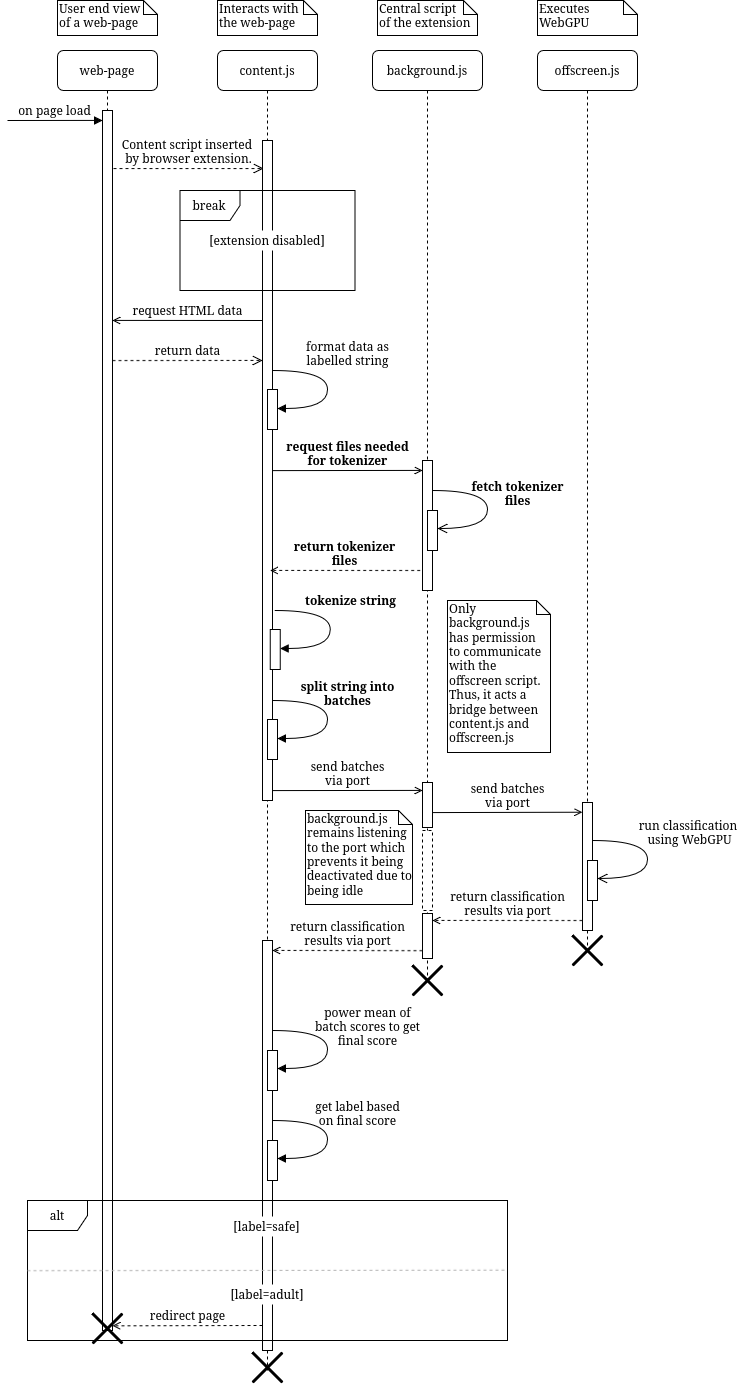 User end view
of a web-page
Interacts with
the web-page
Central script
of the extension
Executes
WebGPU
web-page
content.js
background.js
offscreen.js
on page load
Content script inserted
by browser extension.
break
[extension disabled]
request HTML data
return data
format data as
labelled string
request files needed
for tokenizer
fetch tokenizer
files
return tokenizer
files
tokenize string
Only
background.js
has permission
to communicate
with the
offscreen script.
Thus, it acts a
bridge between
content.js and
offscreen.js
split string into
batches
send batches
via port
send batches
via port
background.js
remains listening
to the port which
prevents it being
deactivated due to
being idle
run classification
using WebGPU
return classification
results via port
return classification
results via port
power mean of
batch scores to get
final score
get label based
on final score
alt
[label=safe]
[label=adult]
redirect page